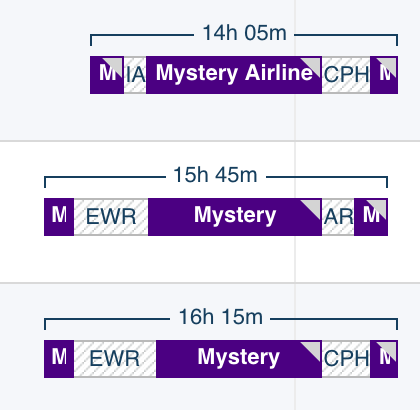 14h 05m
M IA Mystery Airline CPH M
15h 45m
M EWR Mystery AR M
16h 15m
M EWR Mystery CPH M